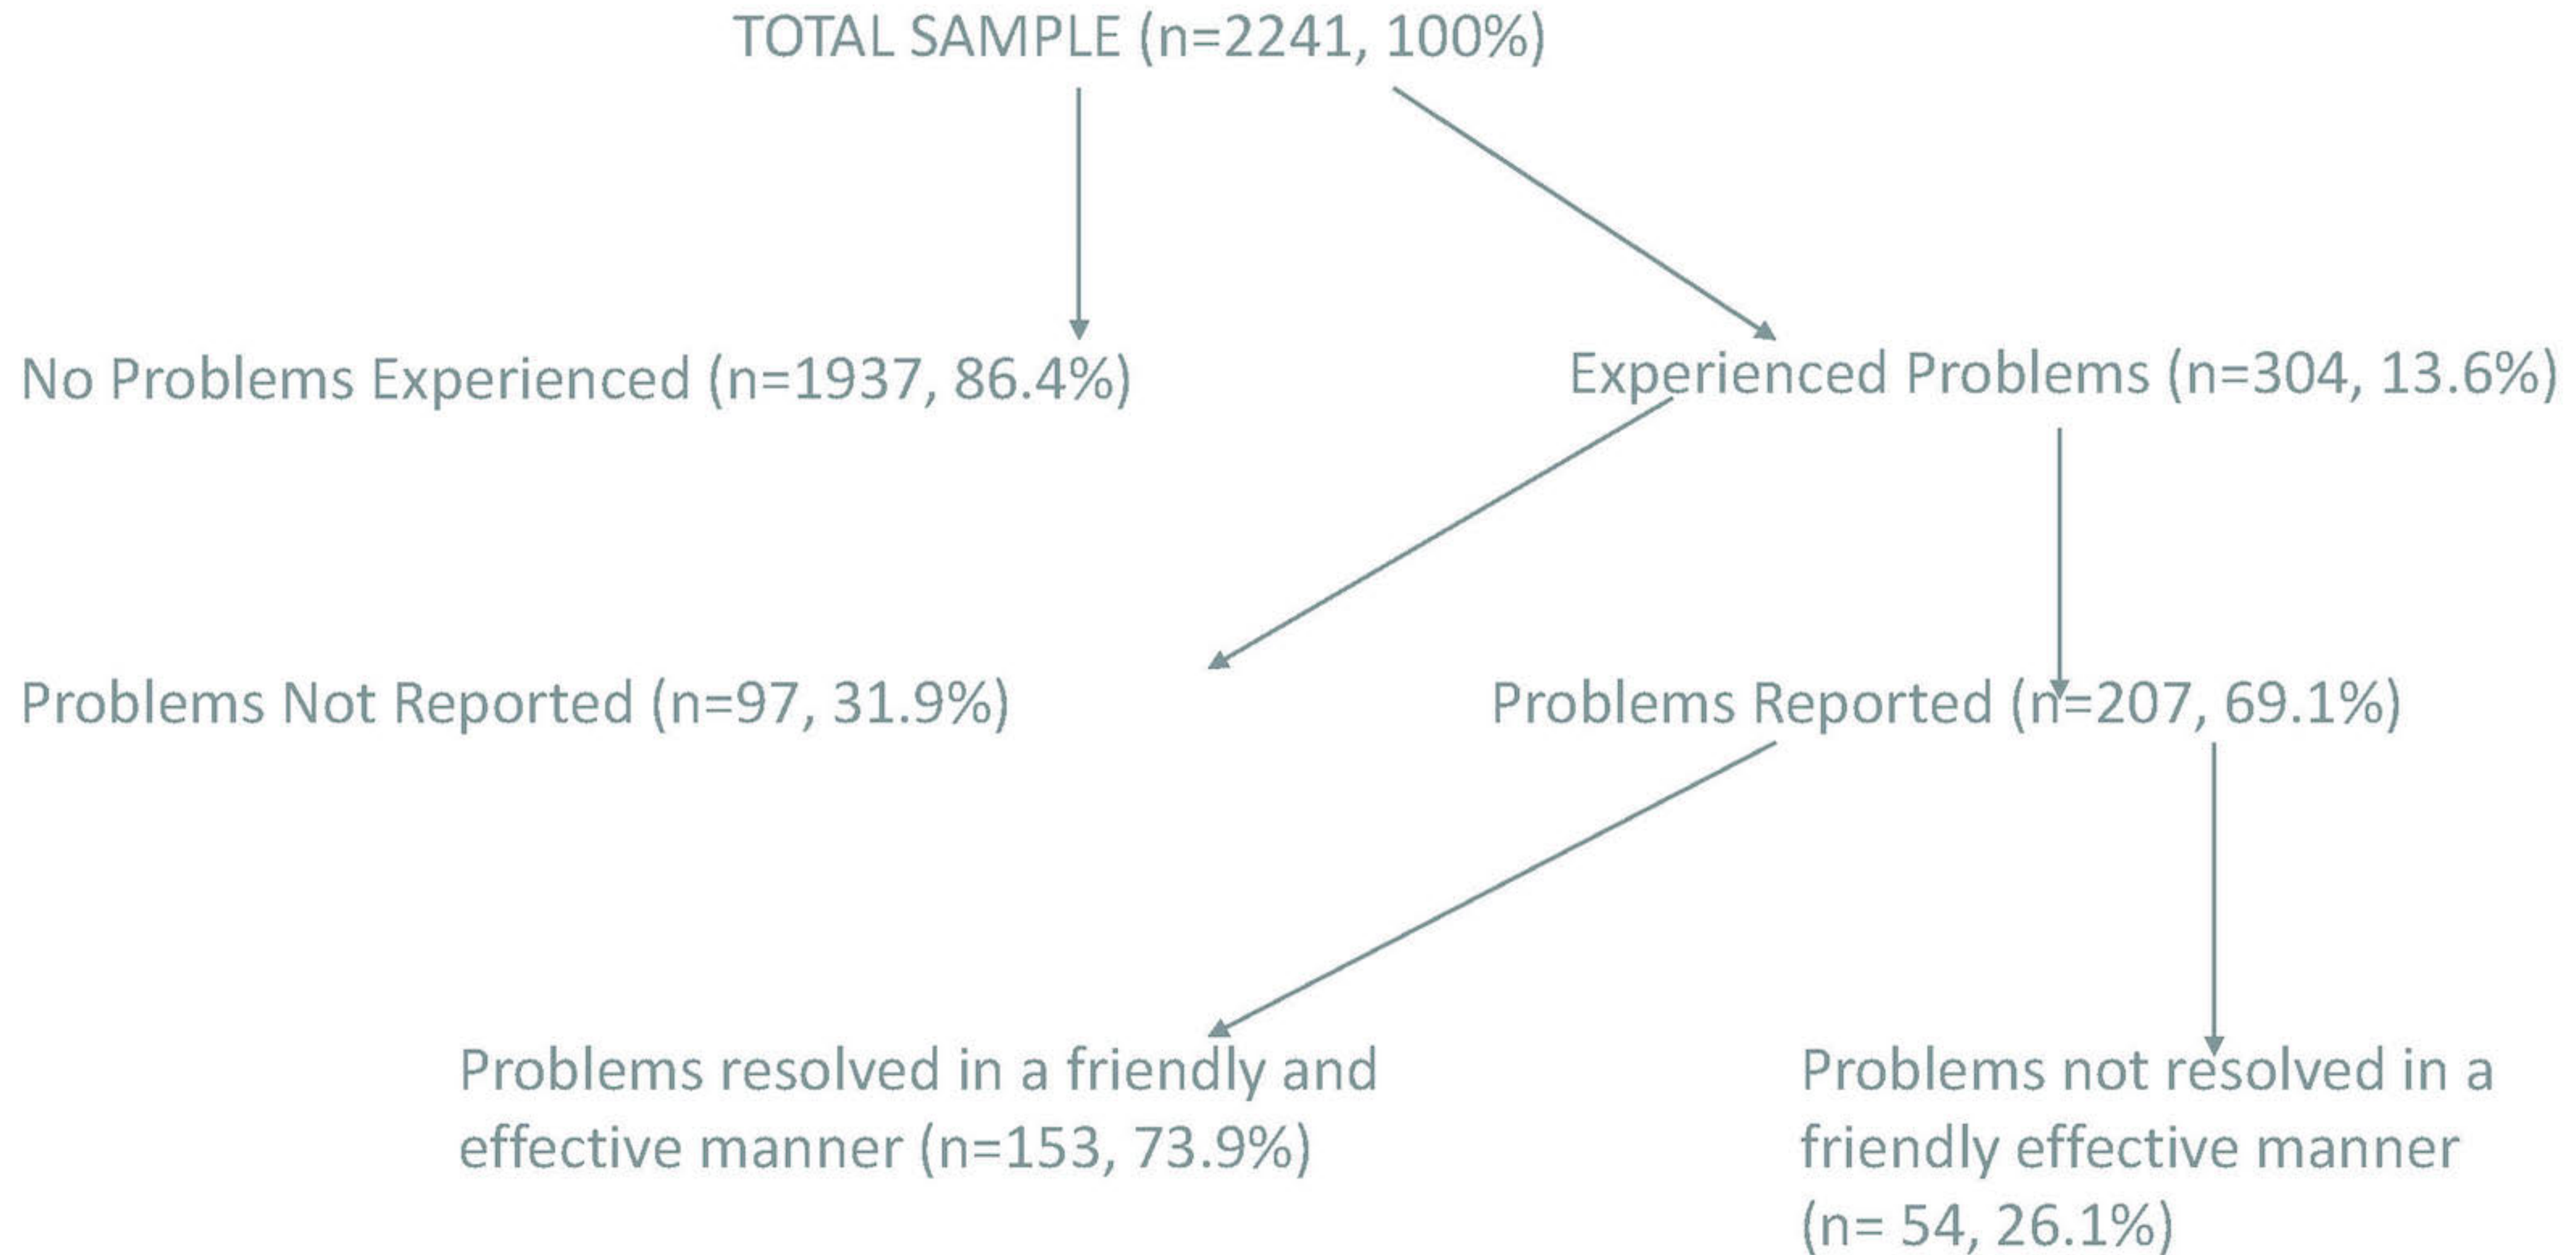 TOTAL SAMPLE (n=2241, 100%)
No Problems Experienced (n=1937, 86.4%)
Experienced Problems (n=304, 13.6%)
Problems Not Reported (n=97, 31.9%)
Problems Reported (n=207, 69.1%)
Problems resolved in a friendly and
effective manner (n=153, 73.9%)
Problems not resolved in a
friendly effective manner
(n= 54, 26.1%)